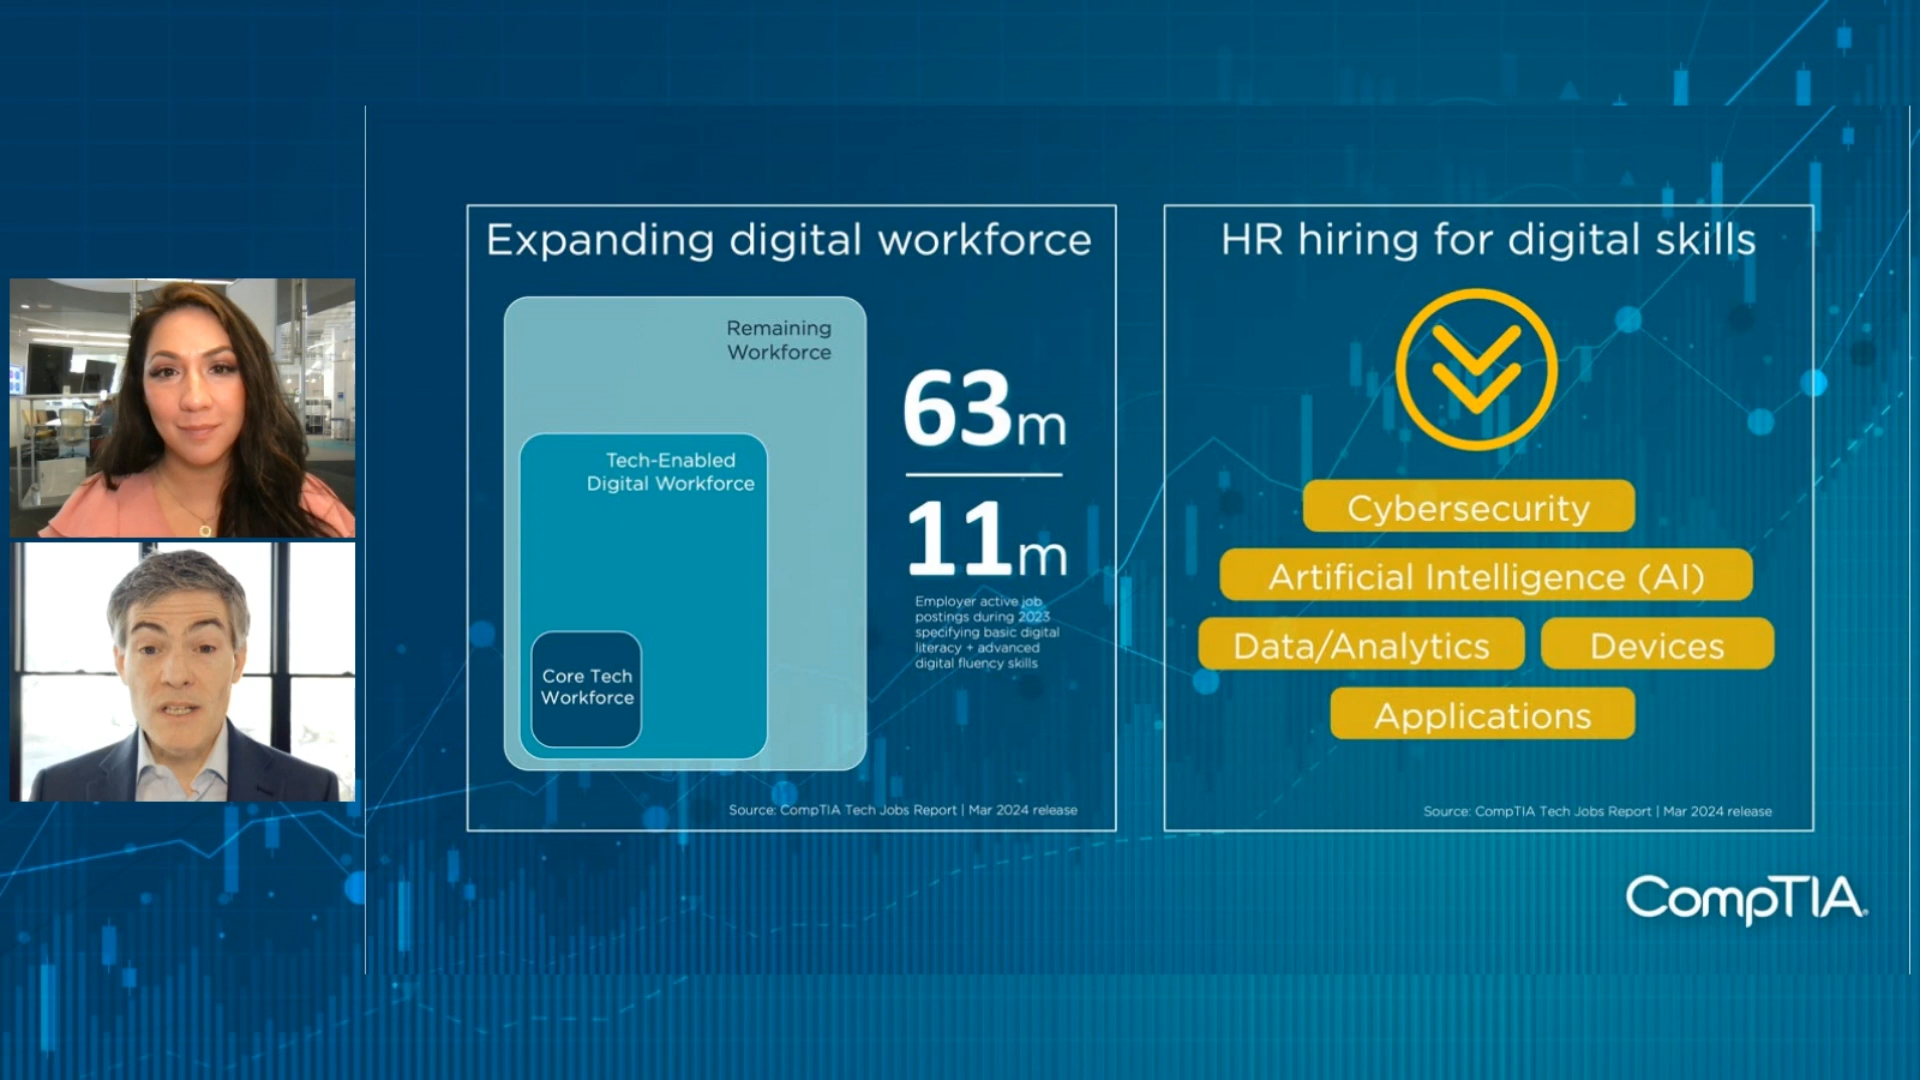 Expanding digital workforce
Remaining
Workforce
Tech-Enabled
Digital Workforce
Core Tech
Workforce
63m
11m
Employer active job
postings during 2023
specifying basic digital
literacy + advanced
digital fluency skills
Source: CompTIA Tech Jobs Report | Mar 2024 release
HR hiring for digital skills
Cybersecurity
Artificial Intelligence (AI)
Data/Analytics
Devices
Applications
Source: CompTIA Tech Jobs Report | Mar 2024 release
CompTIA.